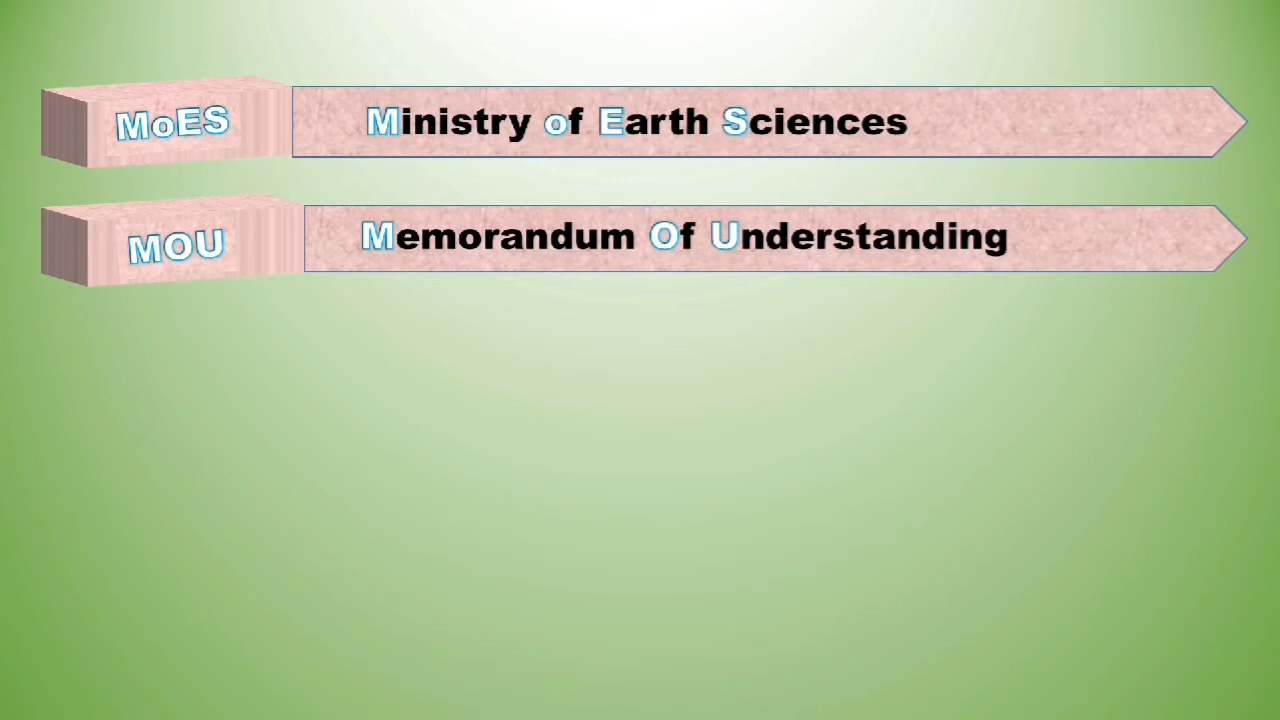 MoES
Ministry of Earth Sciences
MOU
Memorandum Of Understanding